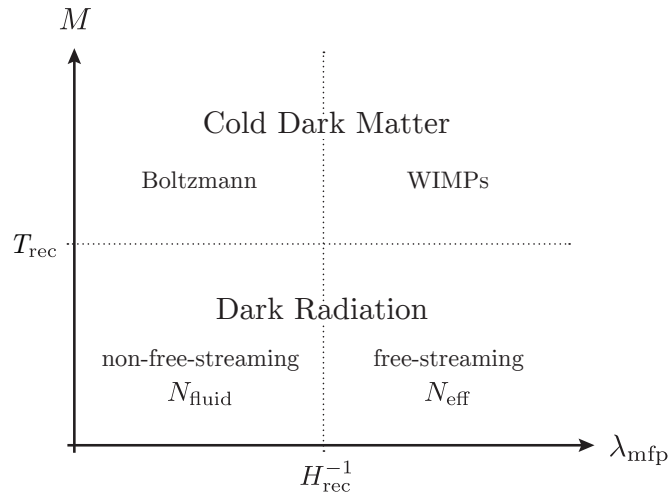 M
Cold Dark Matter
Boltzmann WIMPs
T_rec
Dark Radiation
non-free-streaming free-streaming
N_fluid N_eff
λ_mfp
H_rec^{-1}